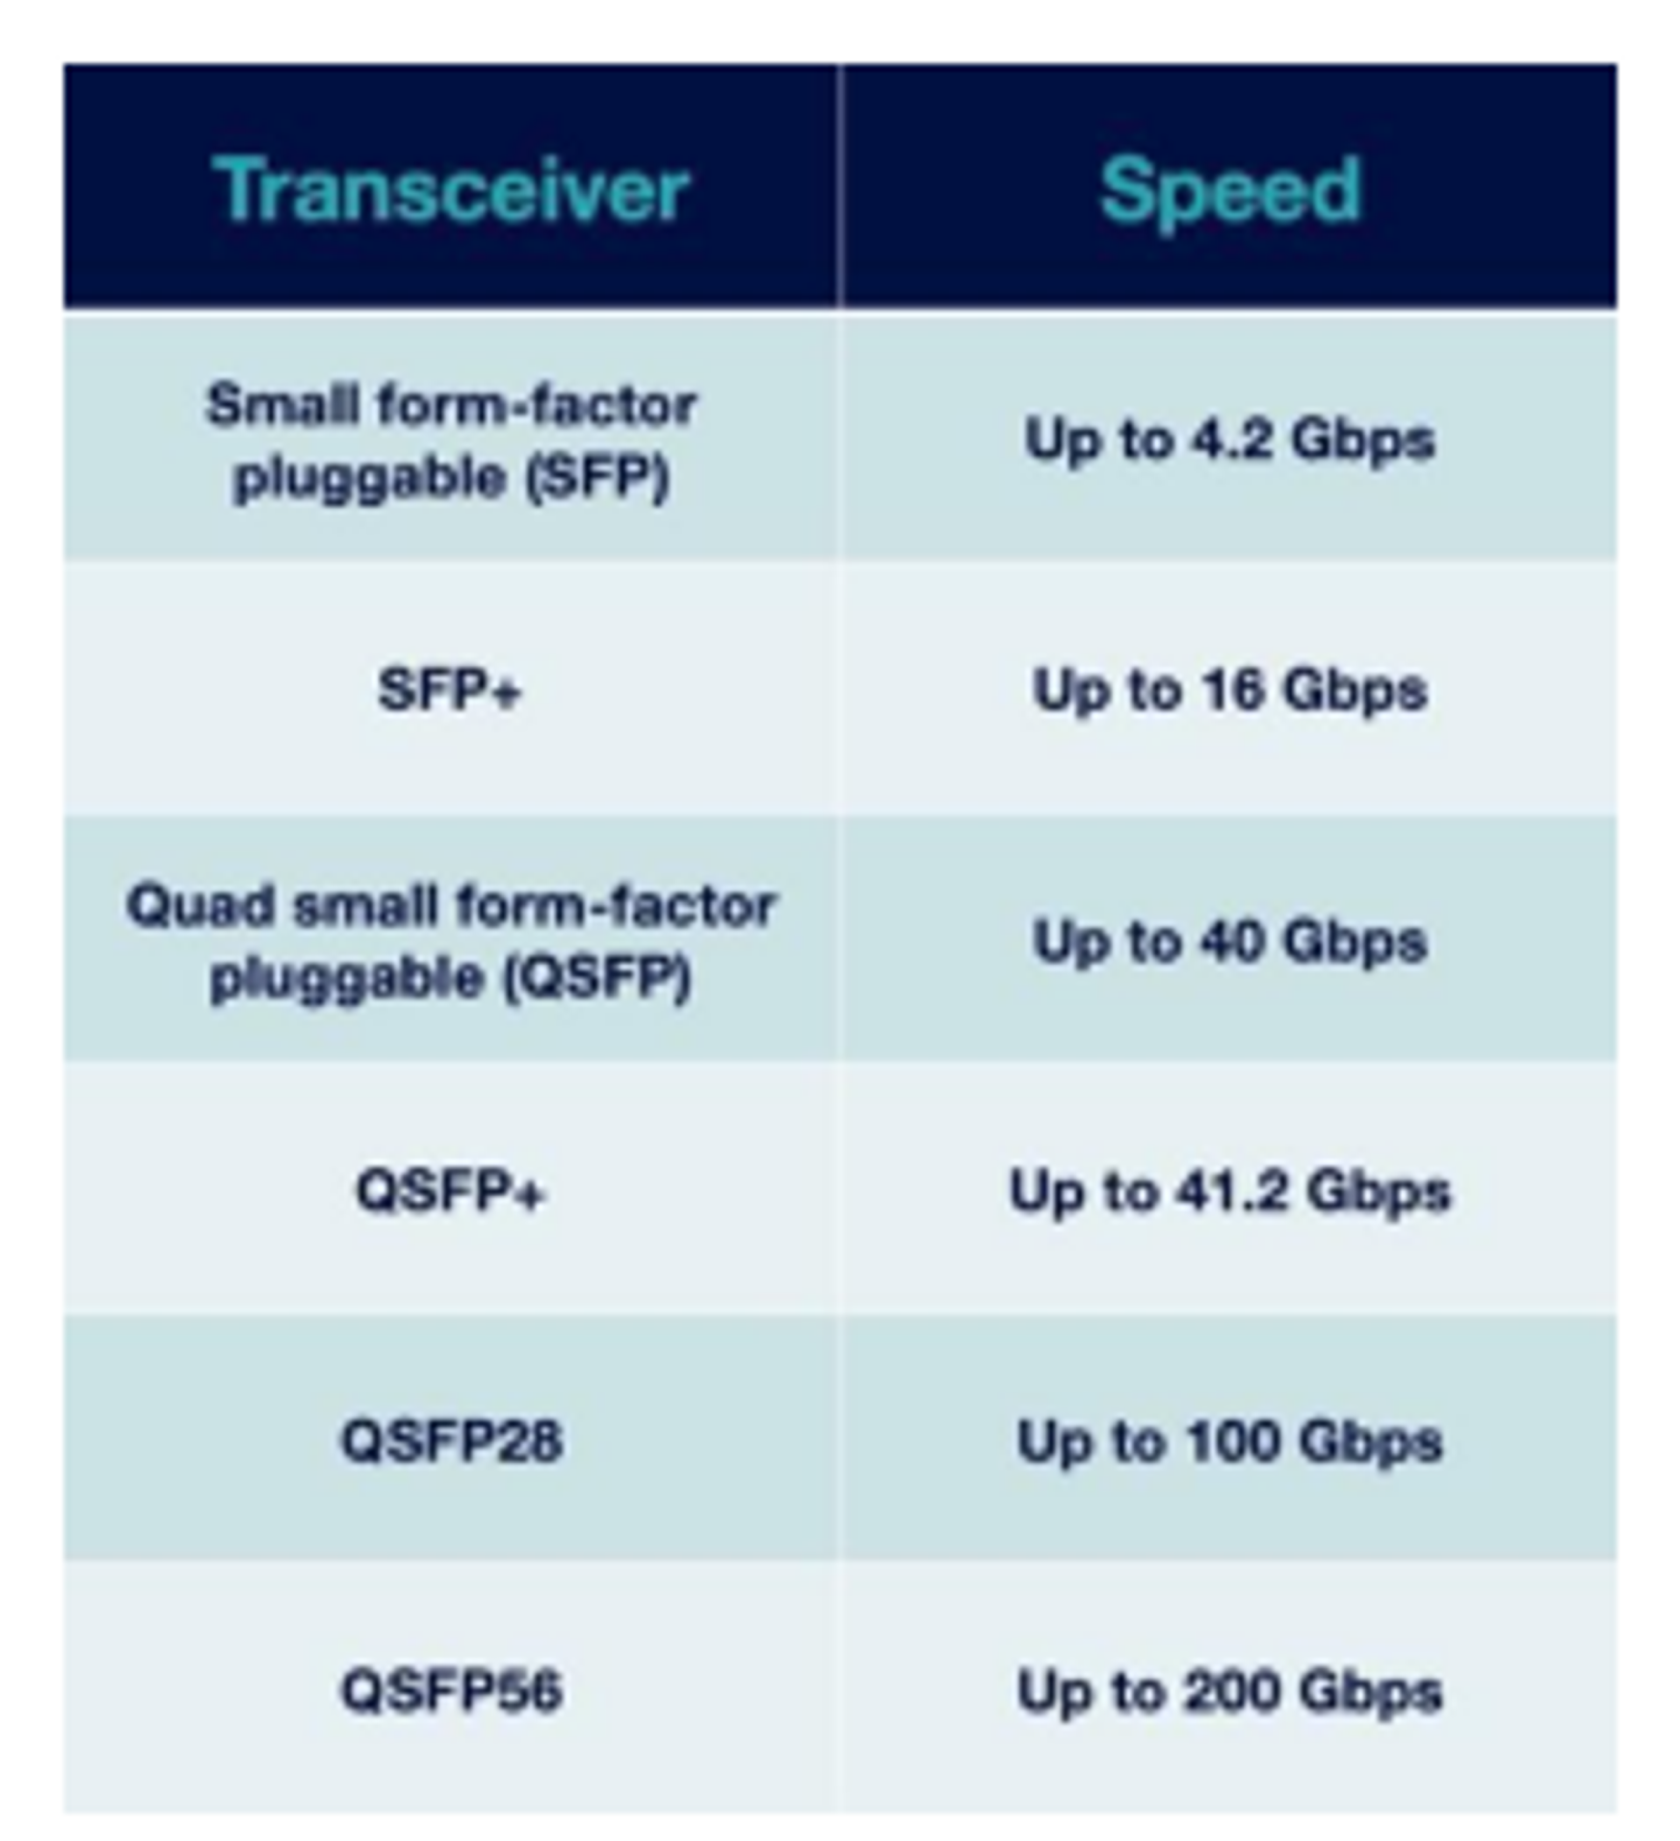 Transceiver
Speed
Small form-factor
pluggable (SFP)
Up to 4.2 Gbps
SFP+
Up to 16 Gbps
Quad small form-factor
pluggable (QSFP)
Up to 40 Gbps
QSFP+
Up to 41.2 Gbps
QSFP28
Up to 100 Gbps
QSFP56
Up to 200 Gbps